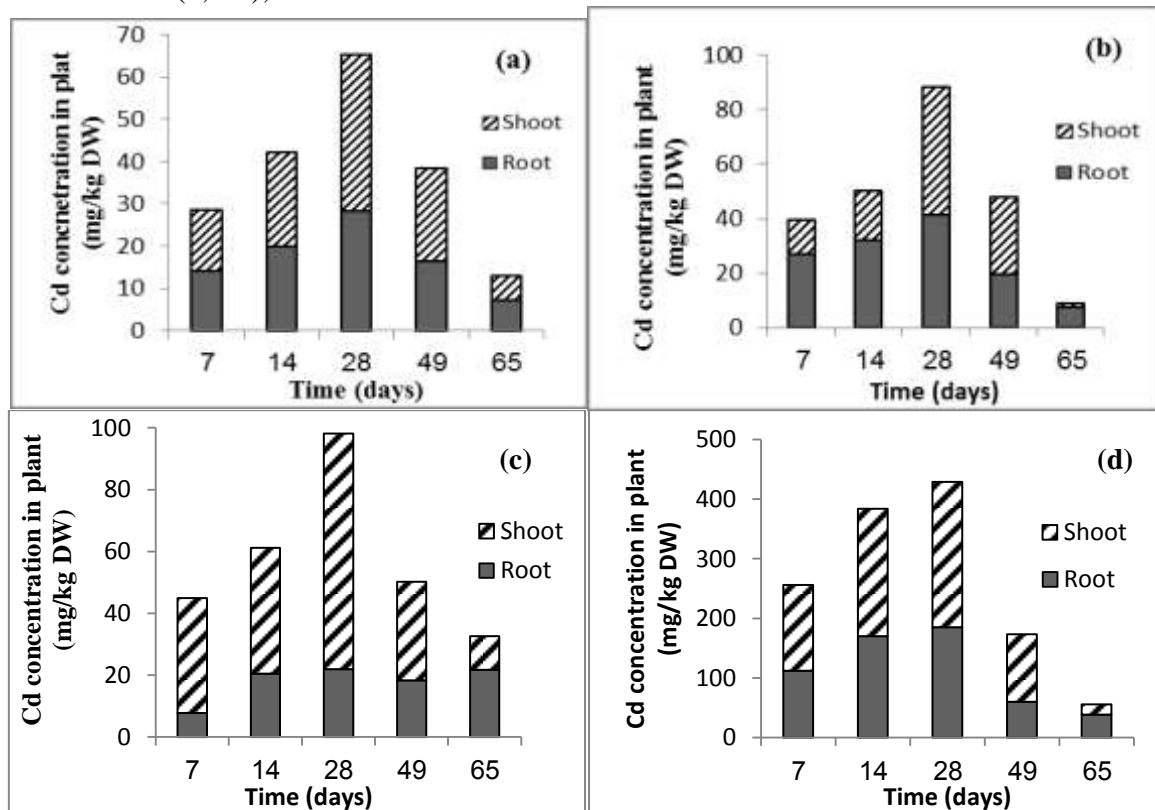 70
60
50
40
30
20
10
0
Cd concnetration in plat
(mg/kg DW)
(a)
Shoot
Root
7 14 28 49 65
Time (days)
100
80
60
40
20
0
Cd concentration in plant
(mg/kg DW)
(b)
Shoot
Root
7 14 28 49 65
Time (days)
100
80
60
40
20
0
Cd concentration in plant
(mg/kg DW)
(c)
Shoot
Root
7 14 28 49 65
Time (days)
500
400
300
200
100
0
Cd concentration in plant
(mg/kg DW)
(d)
Shoot
Root
7 14 28 49 65
Time (days)